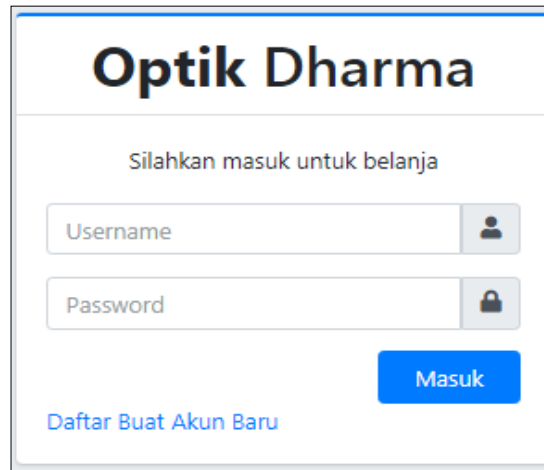 Optik Dharma
Silahkan masuk untuk belanja
Username
Password
Masuk
Daftar Buat Akun Baru